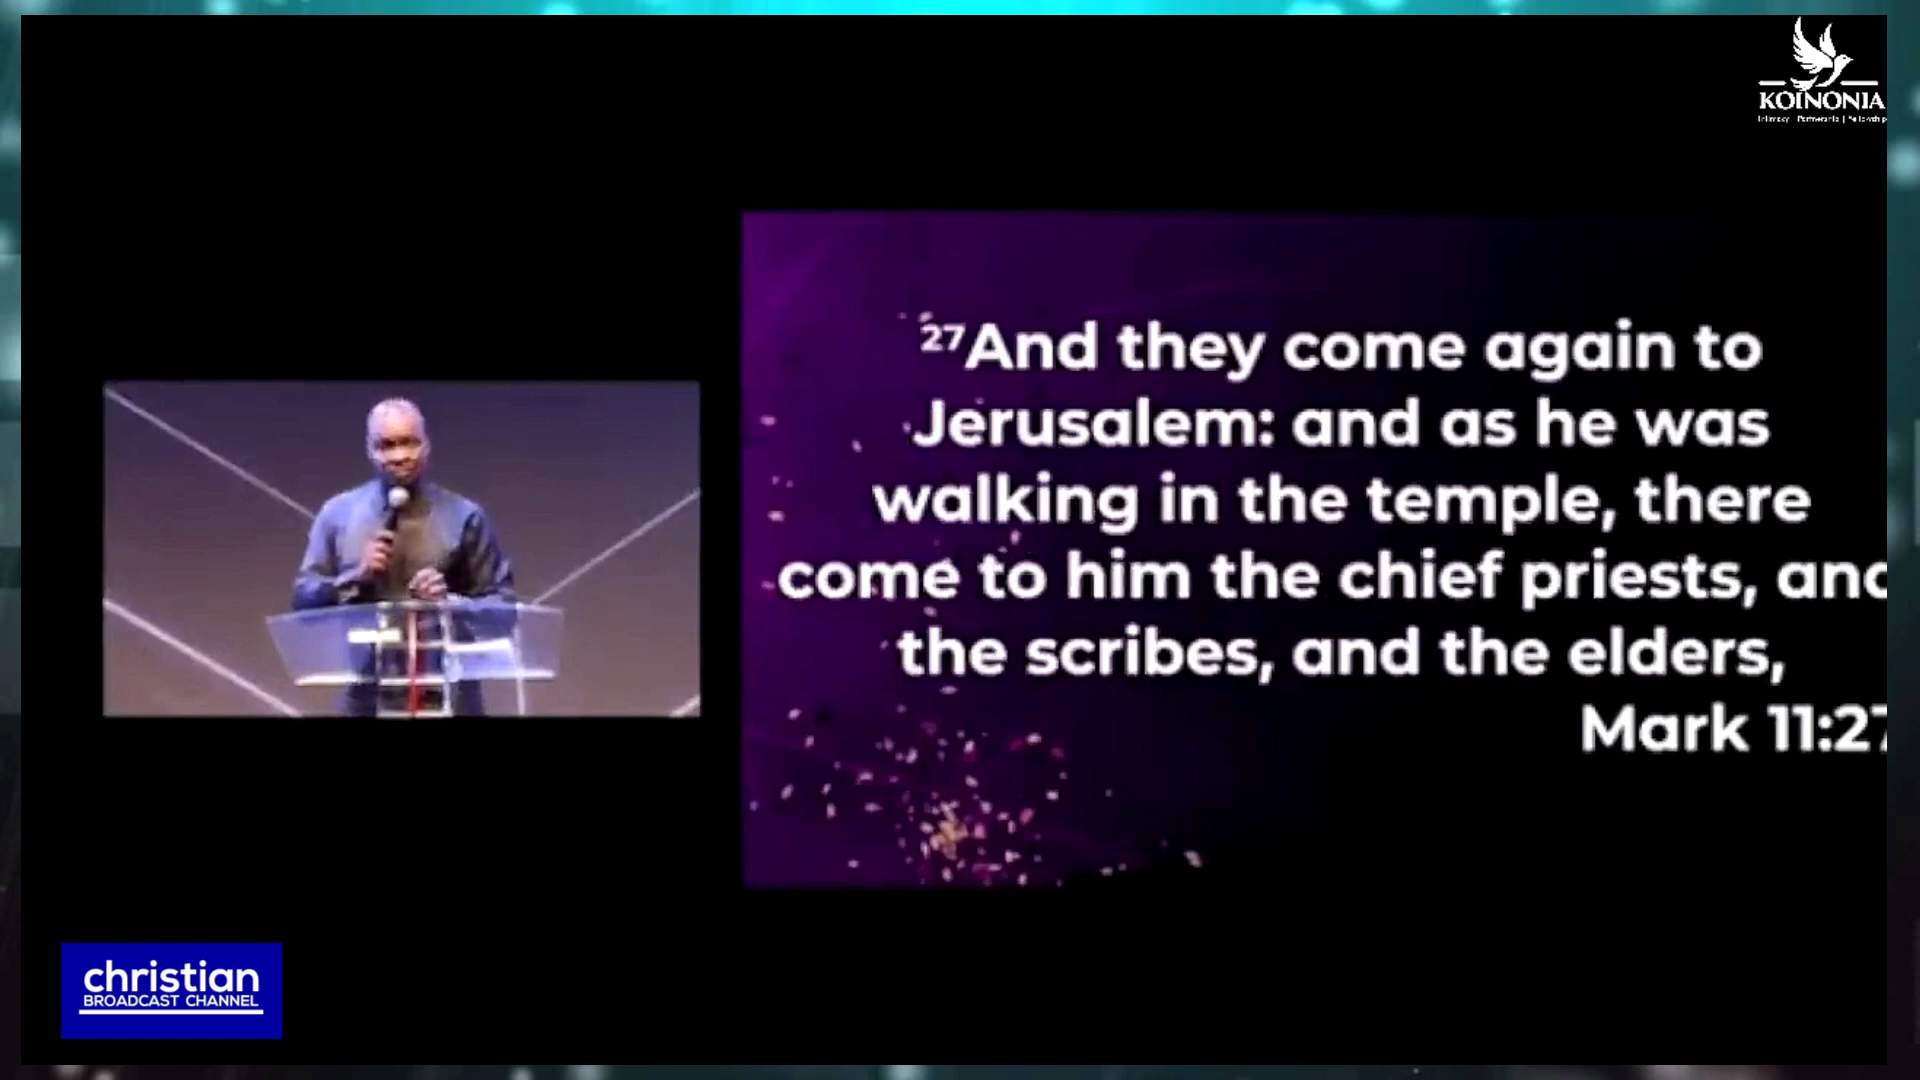 KOINONIA
27And they come again to
Jerusalem: and as he was
walking in the temple, there
come to him the chief priests, and
the scribes, and the elders,
Mark 11:27
christian
BROADCAST CHANNEL